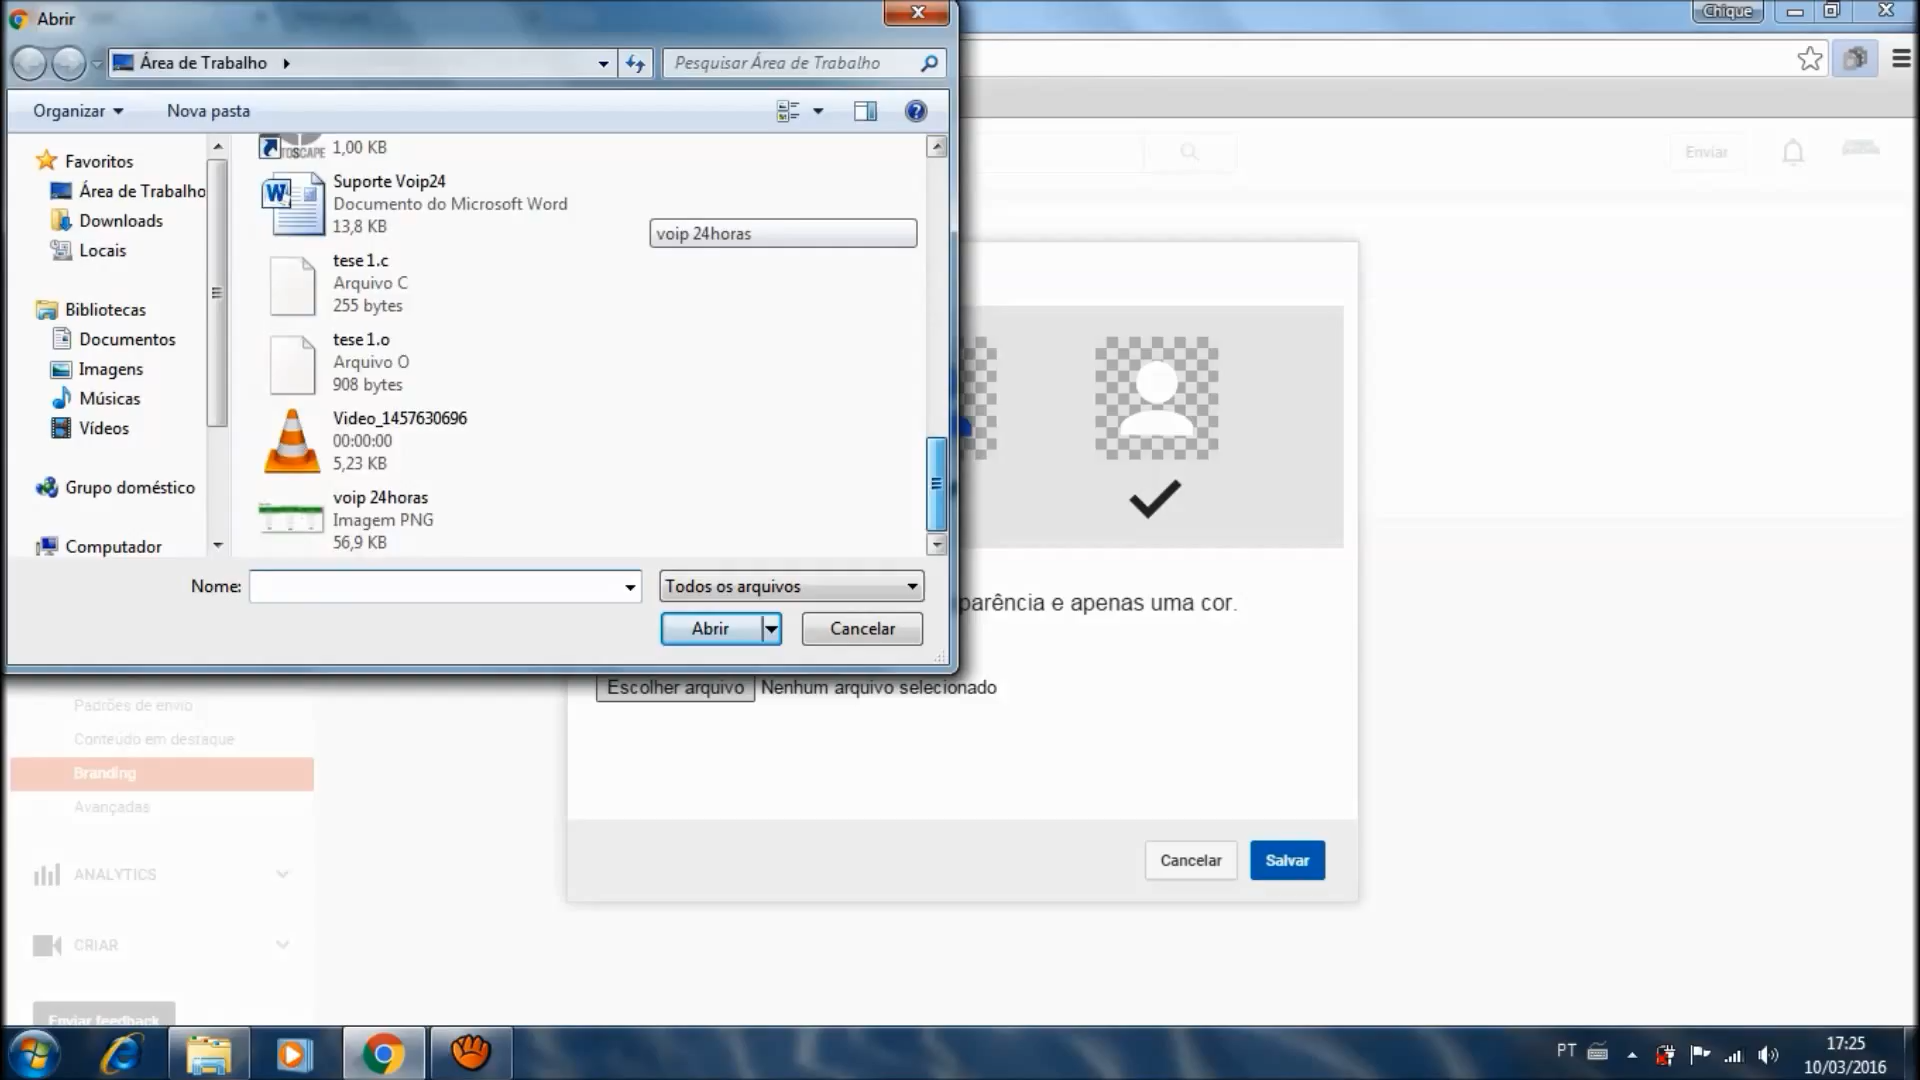 Abrir
Chique
Área de Trabalho
Pesquisar Área de Trabalho
Organizar
Nova pasta
Favoritos
Área de Trabalho
Downloads
Locais
Bibliotecas
Documentos
Imagens
Músicas
Vídeos
Grupo doméstico
Computador
TOSCAPE
1,00 KB
Suporte Voip24
Documento do Microsoft Word
13,8 KB
voip 24horas
tese1.c
Arquivo C
255 bytes
tese1.o
Arquivo O
908 bytes
Video_1457630696
00:00:00
5,23 KB
voip 24horas
Imagem PNG
56,9 KB
Nome:
Todos os arquivos
Abrir
Cancelar
Enviar
parência e apenas uma cor.
Escolher arquivo
Nenhum arquivo selecionado
Cancelar
Salvar
Padrões de envio
Conteúdo em destaque
Branding
Avançadas
ANALYTICS
CRIAR
Enviar feedback
PT
17:25
10/03/2016